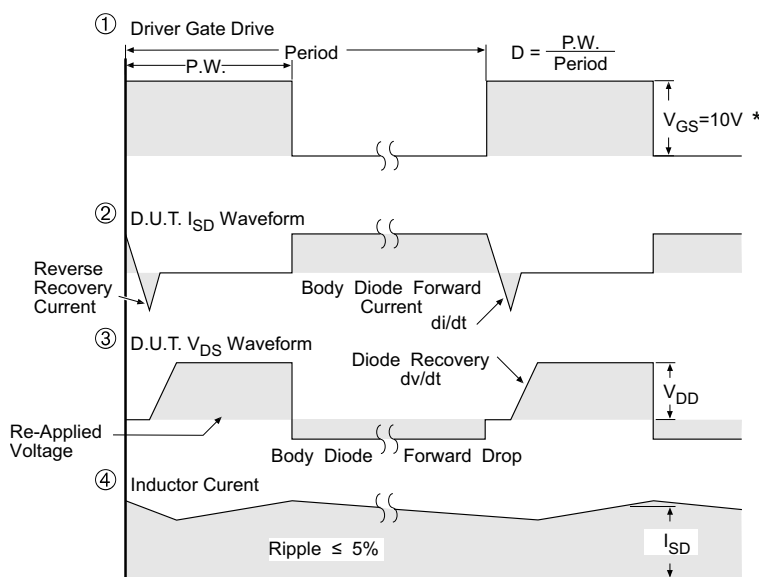 ① Driver Gate Drive
Period
P.W.
D = P.W.
Period
V_GS=10V *
② D.U.T. I_SD Waveform
Reverse
Recovery
Current
Body Diode Forward
Current
di/dt
③ D.U.T. V_DS Waveform
Diode Recovery
dv/dt
V_DD
Re-Applied
Voltage
Body Diode Forward Drop
④ Inductor Curent
Ripple ≤ 5%
I_SD